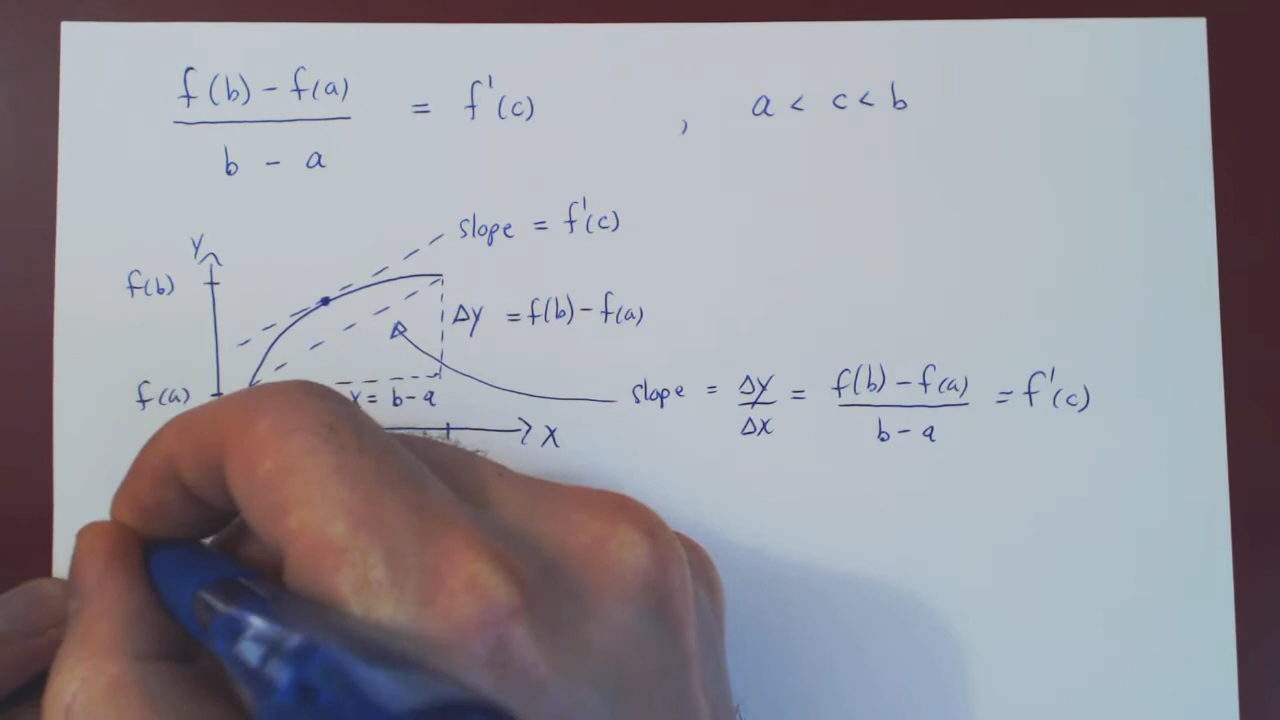 f(b) - f(a)
b - a
= f'(c) , a < c < b
slope = f'(c)
y
f(b)
Δy = f(b) - f(a)
f(a)
= b - a
x
slope = Δy/Δx = f(b) - f(a)/b - a = f'(c)